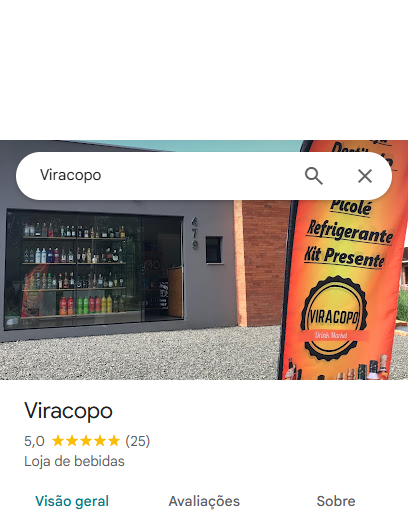 Viracopo
Picolé
Refrigerante
Kit Presente
479
VIRACOPO
Drink Market
Viracopo
5,0 (25)
Loja de bebidas
Visão geral
Avaliações
Sobre